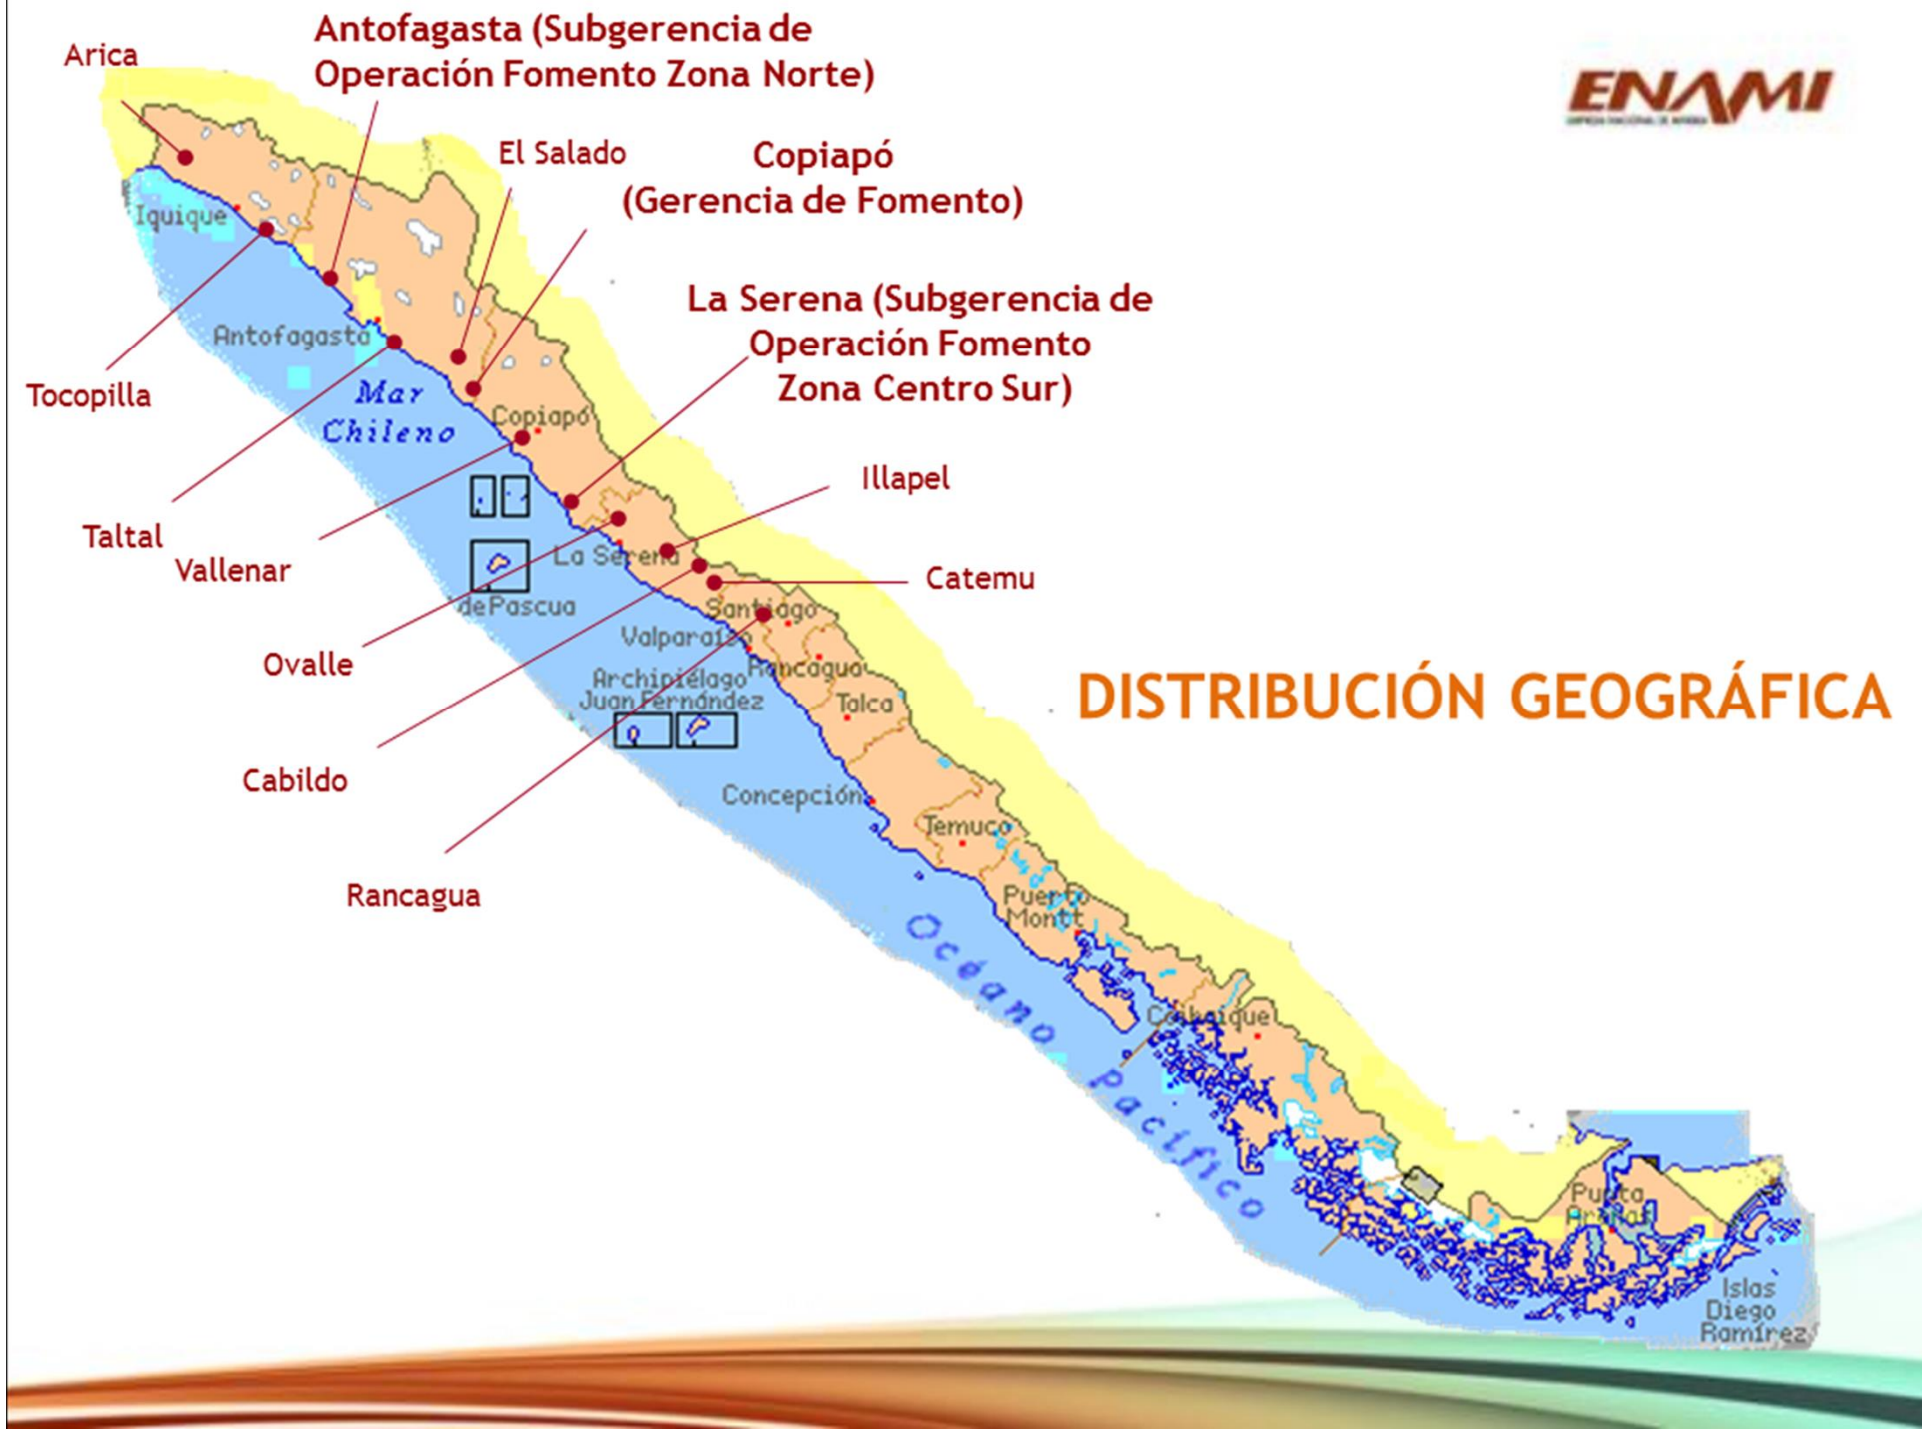 Arica
Antofagasta (Subgerencia de
Operación Fomento Zona Norte)
ENAMI
El Salado
Copiapó
(Gerencia de Fomento)
Iquique
La Serena (Subgerencia de
Operación Fomento
Zona Centro Sur)
Antofagasta
Tocopilla
Mar
Chileno
Copiapó
Illapel
Taltal
Vallenar
La Serena
Catemu
de Pascua
Santiago
Valparaíso
Ovalle
Rancagua
Archipiélago
Juan Fernández
Talca
DISTRIBUCIÓN GEOGRÁFICA
Cabildo
Concepción
Temuco
Rancagua
Puerto
Montt
Océano Pacífico
Coihaique
Punta
Arenas
Islas
Diego
Ramírez